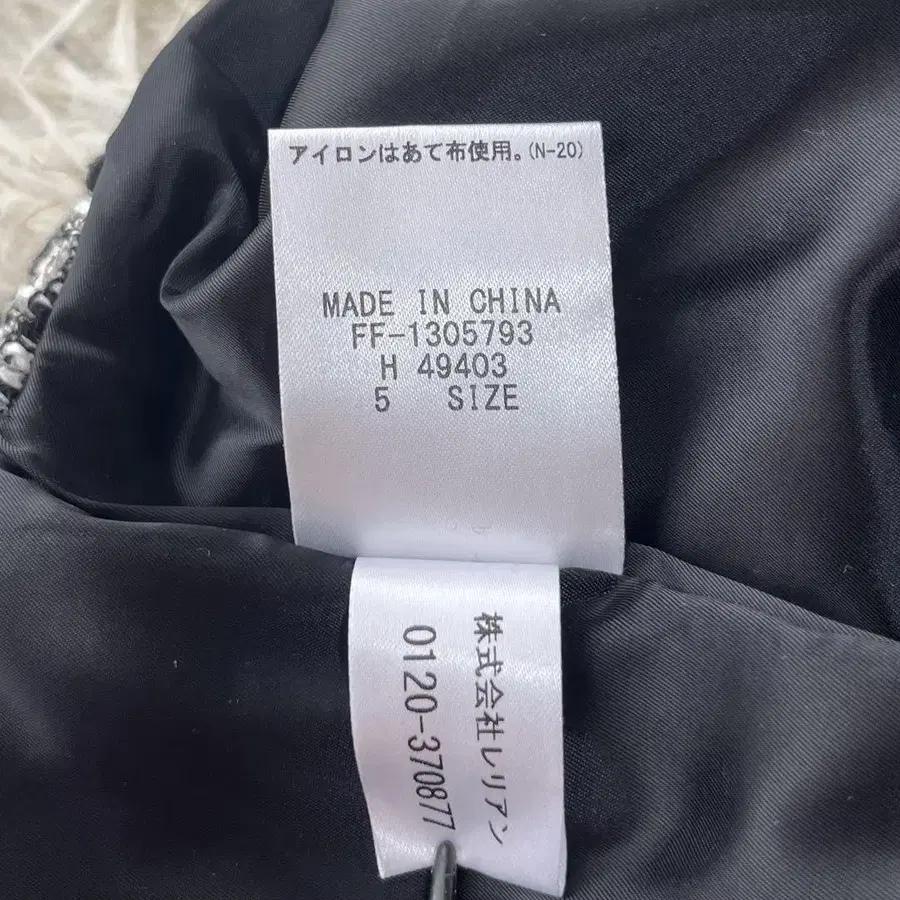 アイロンはあて布使用。(N-20)
MADE IN CHINA
FF-1305793
H 49403
5 SIZE
株式会社レリアン
0120-370877